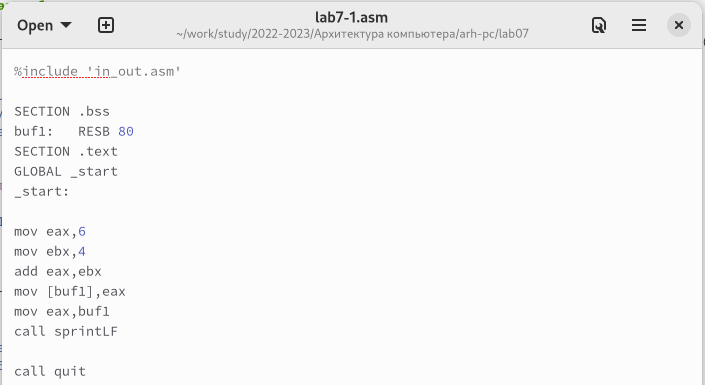 Open
lab7-1.asm
~/work/study/2022-2023/Архитектура компьютера/arh-pc/lab07
%include 'in_out.asm'
SECTION .bss
buf1:   RESB 80
SECTION .text
GLOBAL _start
_start:
mov eax,6
mov ebx,4
add eax,ebx
mov [buf1],eax
mov eax,buf1
call sprintLF
call quit